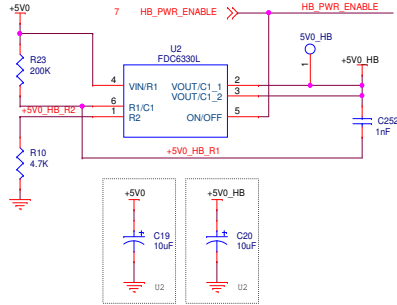 +5V0
7 HB_PWR_ENABLE
HB_PWR_ENABLE
R23
200K
U2
FDC6330L
4 VIN/R1
6 R1/C1
1 R2
VOUT/C1_1 2
VOUT/C1_2 3
ON/OFF 5
5V0_HB
1
+5V0_HB
+5V0_HB_R2
C252
1nF
R10
4.7K
+5V0_HB_R1
+5V0
C19
10uF
U2
+5V0_HB
C20
10uF
U2